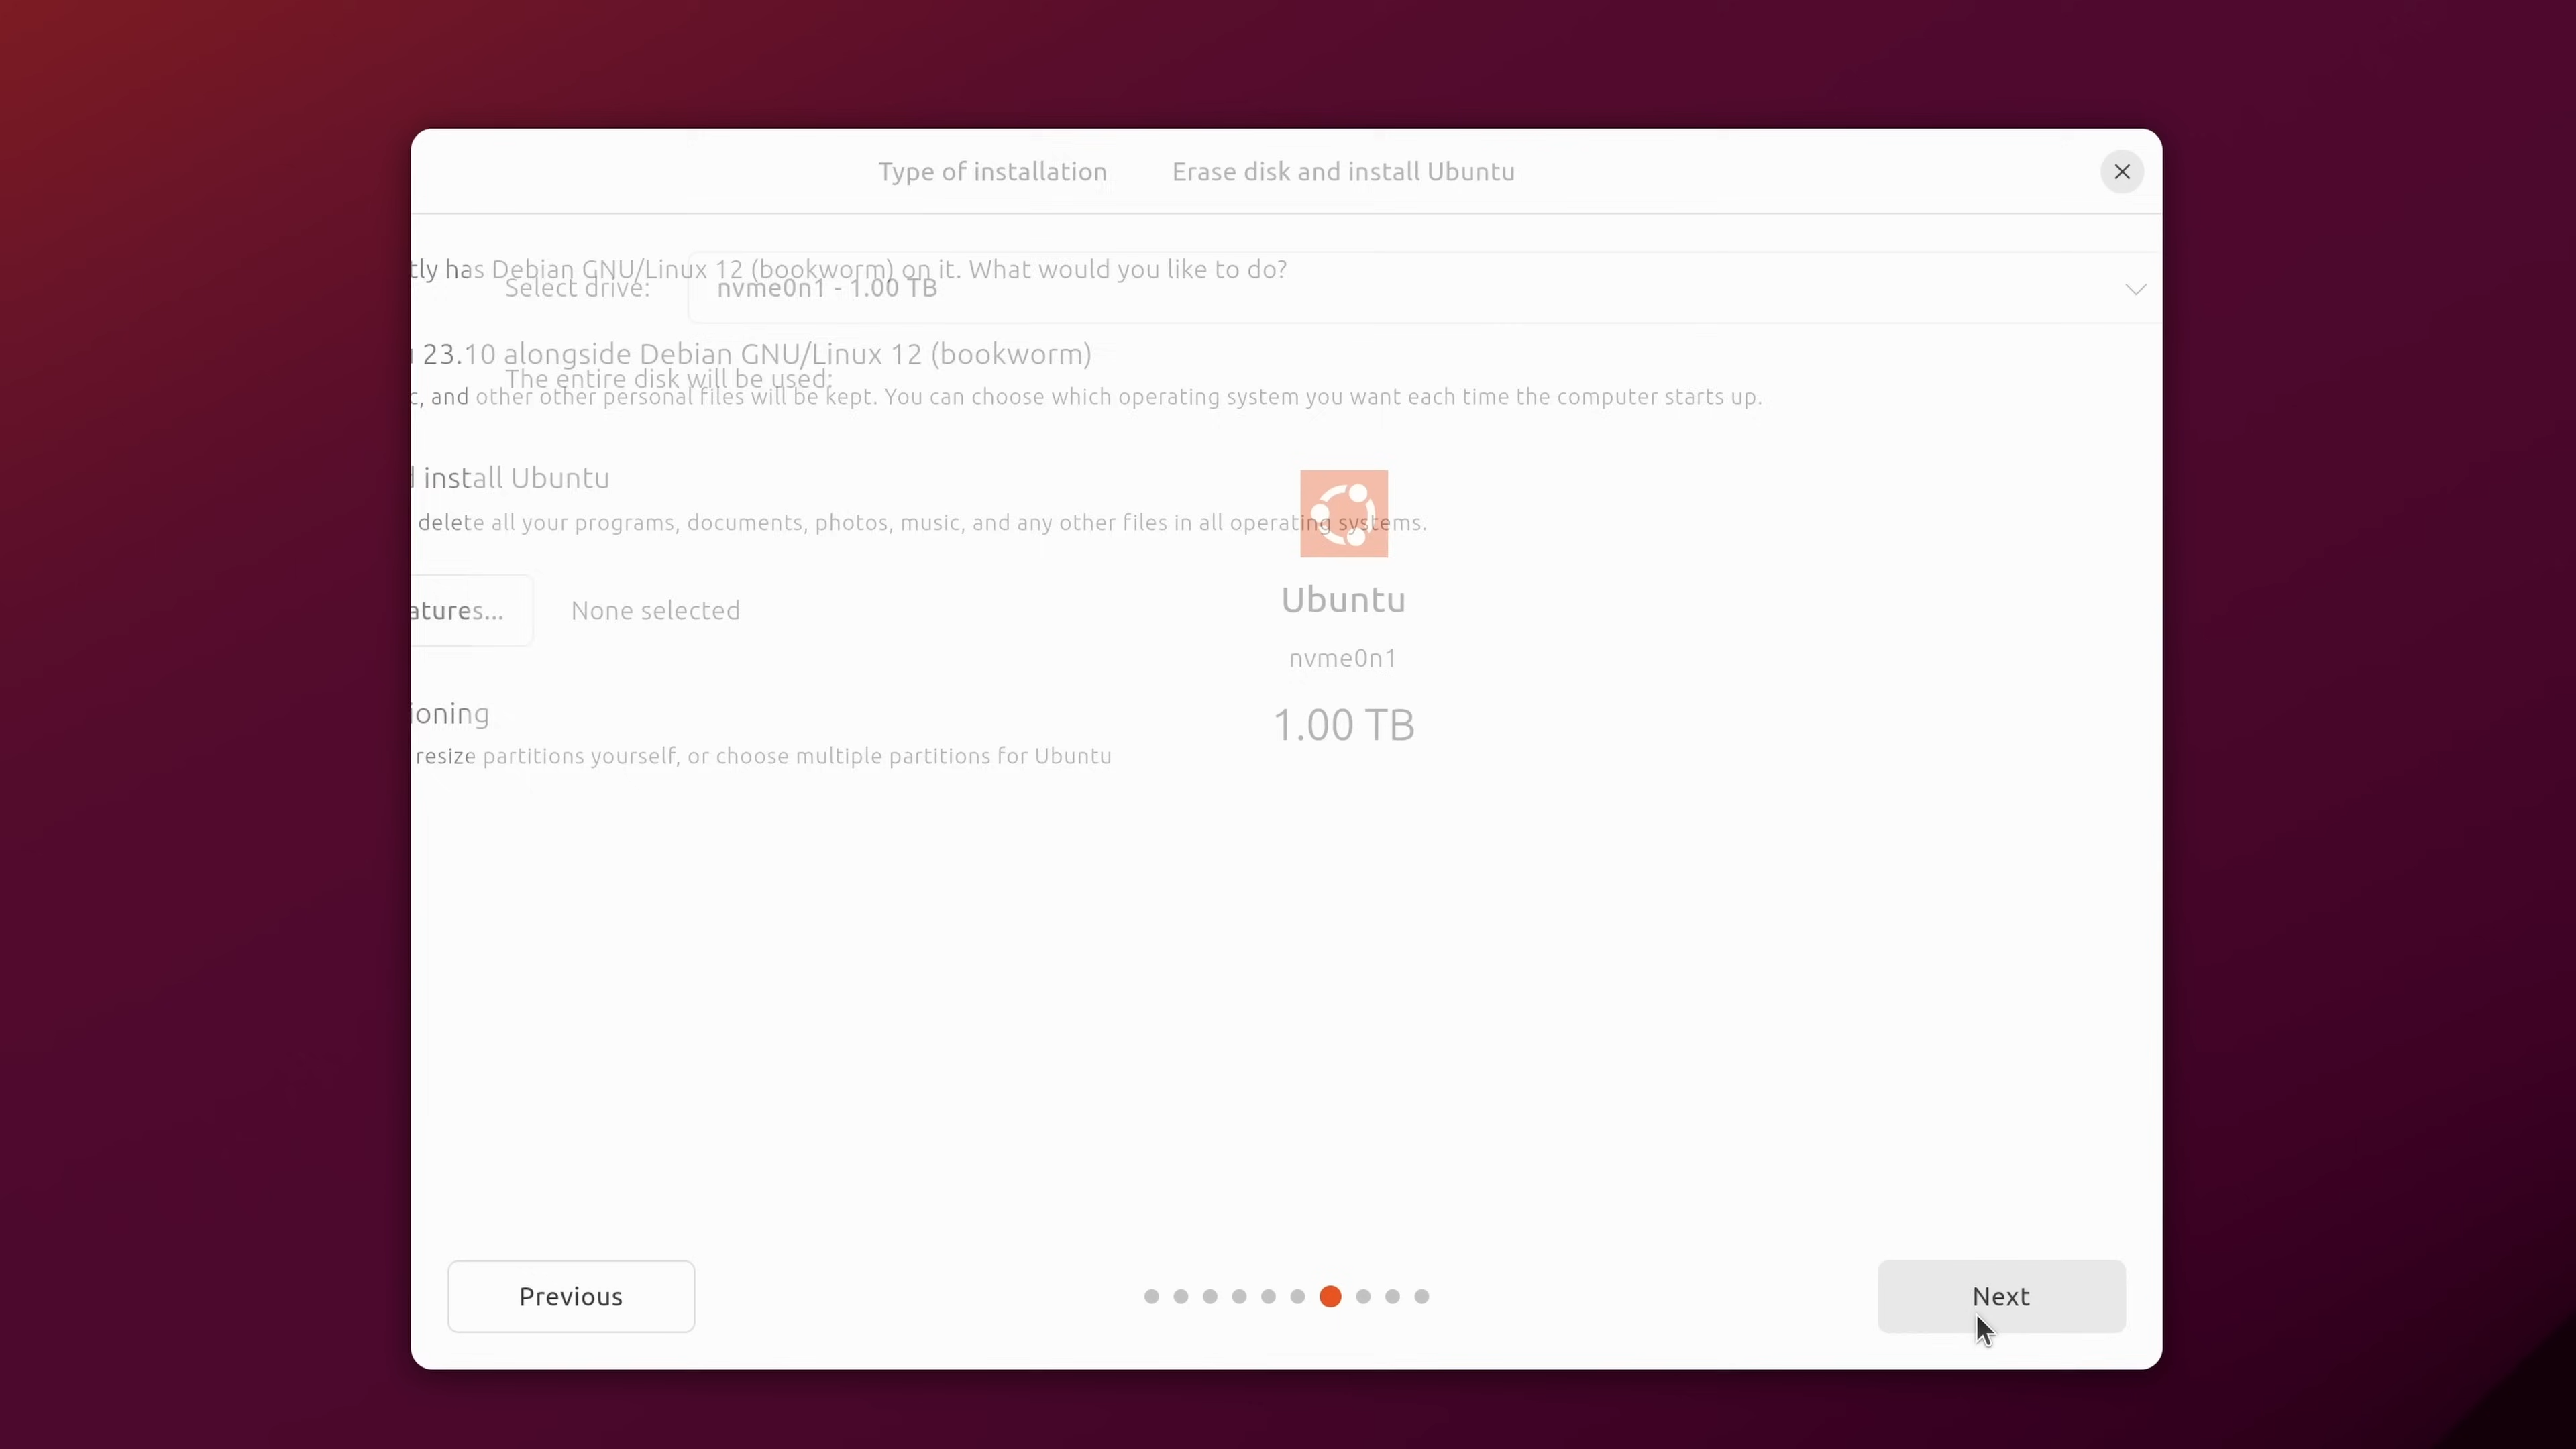 Type of installation
Erase disk and install Ubuntu
has Debian GNU/Linux 12 (bookworm) on it. What would you like to do?
Select drive:
nvme0n1 - 1.00 TB
23.10 alongside Debian GNU/Linux 12 (bookworm)
The entire disk will be used:
and other other personal files will be kept. You can choose which operating system you want each time the computer starts up.
install Ubuntu
delete all your programs, documents, photos, music, and any other files in all operating systems.
None selected
Ubuntu
nvme0n1
1.00 TB
resize partitions yourself, or choose multiple partitions for Ubuntu
Previous
Next